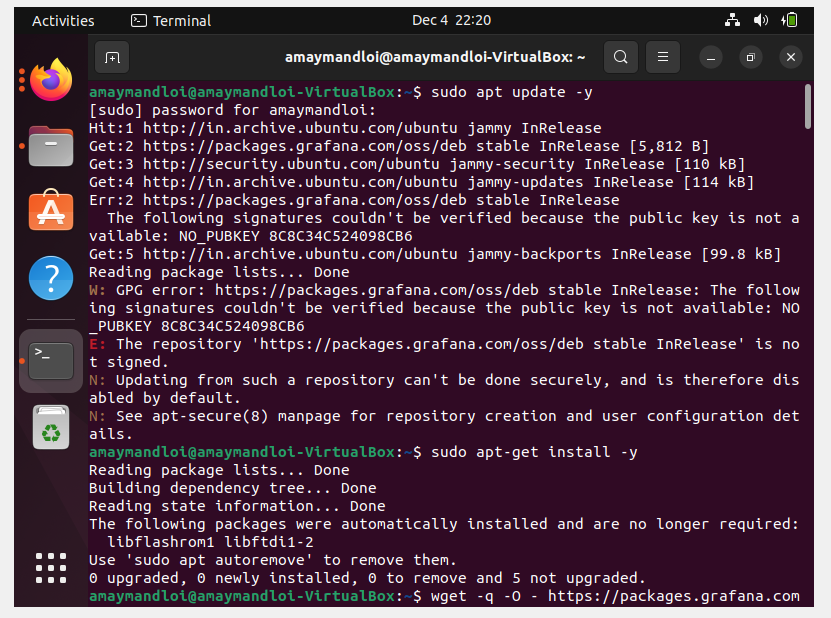 Activities Terminal Dec 4 22:20
amaymandloi@amaymandloi-VirtualBox: ~
amaymandloi@amaymandloi-VirtualBox:~$ sudo apt update -y
[sudo] password for amaymandloi:
Hit:1 http://in.archive.ubuntu.com/ubuntu jammy InRelease
Get:2 https://packages.grafana.com/oss/deb stable InRelease [5,812 B]
Get:3 http://security.ubuntu.com/ubuntu jammy-security InRelease [110 kB]
Get:4 http://in.archive.ubuntu.com/ubuntu jammy-updates InRelease [114 kB]
Err:2 https://packages.grafana.com/oss/deb stable InRelease
The following signatures couldn't be verified because the public key is not a
vailable: NO_PUBKEY 8C8C34C524098CB6
Get:5 http://in.archive.ubuntu.com/ubuntu jammy-backports InRelease [99.8 kB]
Reading package lists... Done
W: GPG error: https://packages.grafana.com/oss/deb stable InRelease: The follow
ing signatures couldn't be verified because the public key is not available: NO
_PUBKEY 8C8C34C524098CB6
E: The repository 'https://packages.grafana.com/oss/deb stable InRelease' is no
t signed.
N: Updating from such a repository can't be done securely, and is therefore dis
abled by default.
N: See apt-secure(8) manpage for repository creation and user configuration det
ails.
amaymandloi@amaymandloi-VirtualBox:~$ sudo apt-get install -y
Reading package lists... Done
Building dependency tree... Done
Reading state information... Done
The following packages were automatically installed and are no longer required:
libflashrom1 libftdi1-2
Use 'sudo apt autoremove' to remove them.
0 upgraded, 0 newly installed, 0 to remove and 5 not upgraded.
amaymandloi@amaymandloi-VirtualBox:~$ wget -q -O - https://packages.grafana.com